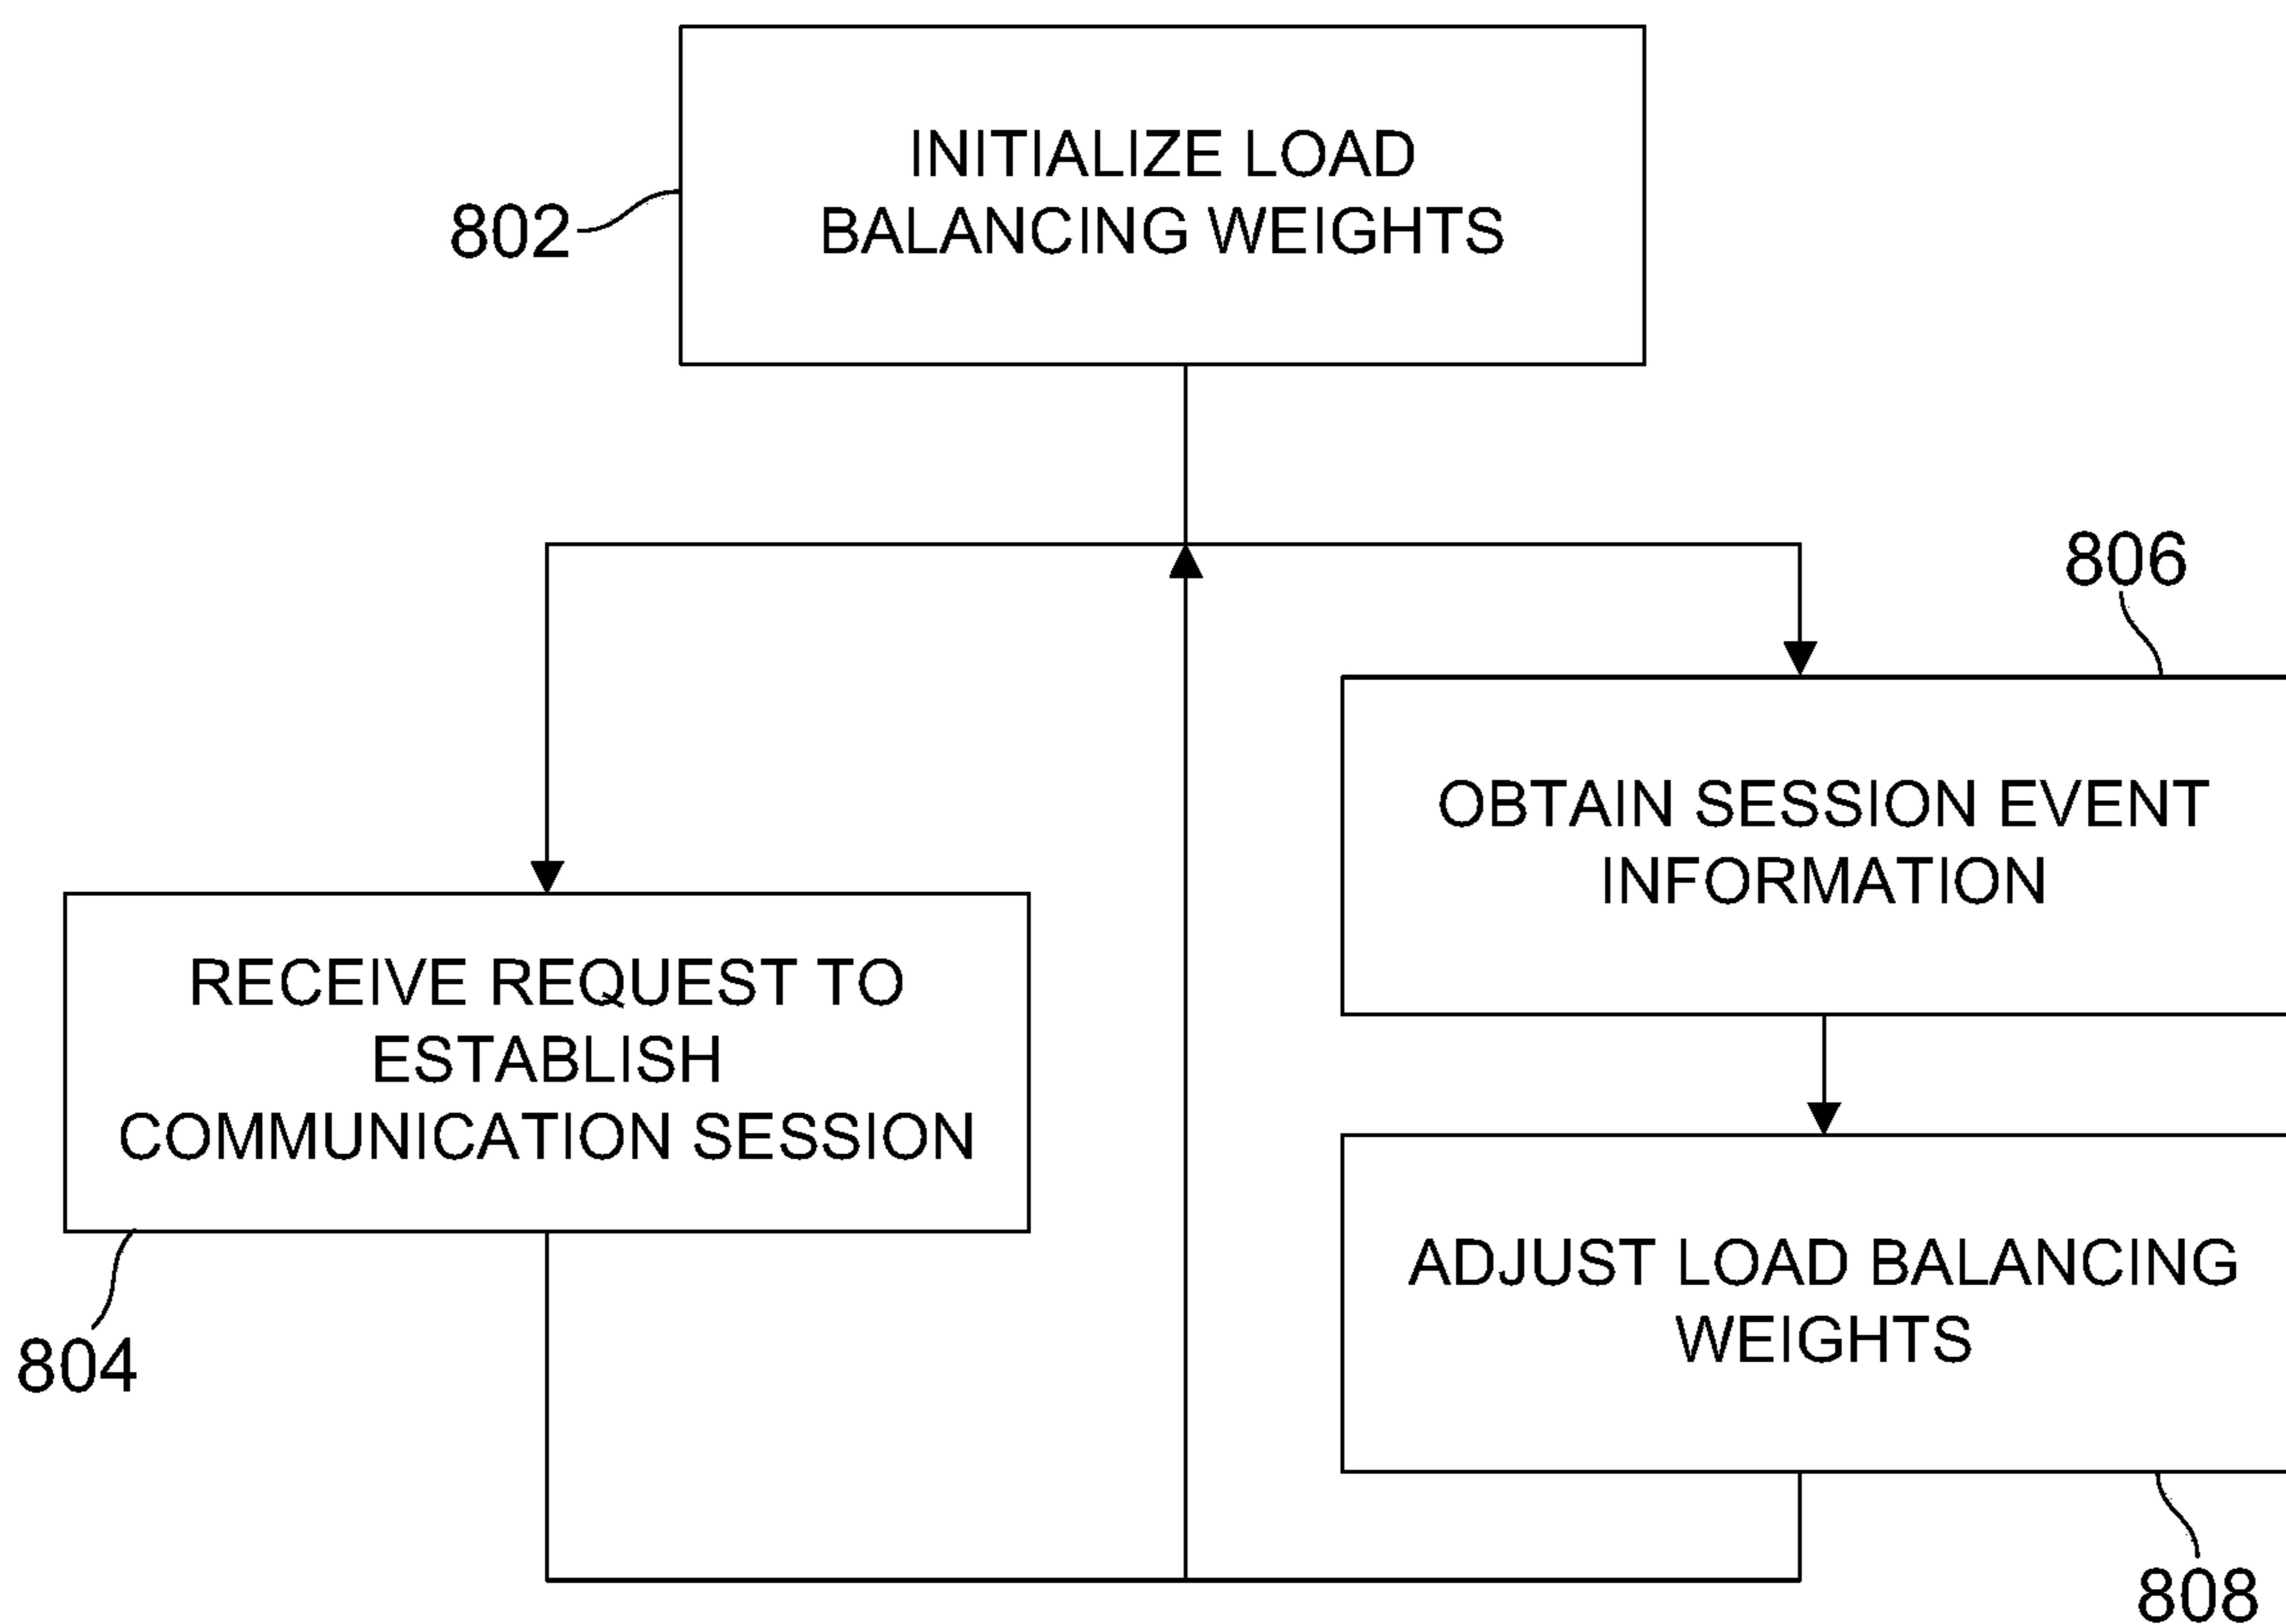 INITIALIZE LOAD
BALANCING WEIGHTS
802
806
OBTAIN SESSION EVENT
INFORMATION
RECEIVE REQUEST TO
ESTABLISH
COMMUNICATION SESSION
804
ADJUST LOAD BALANCING
WEIGHTS
808